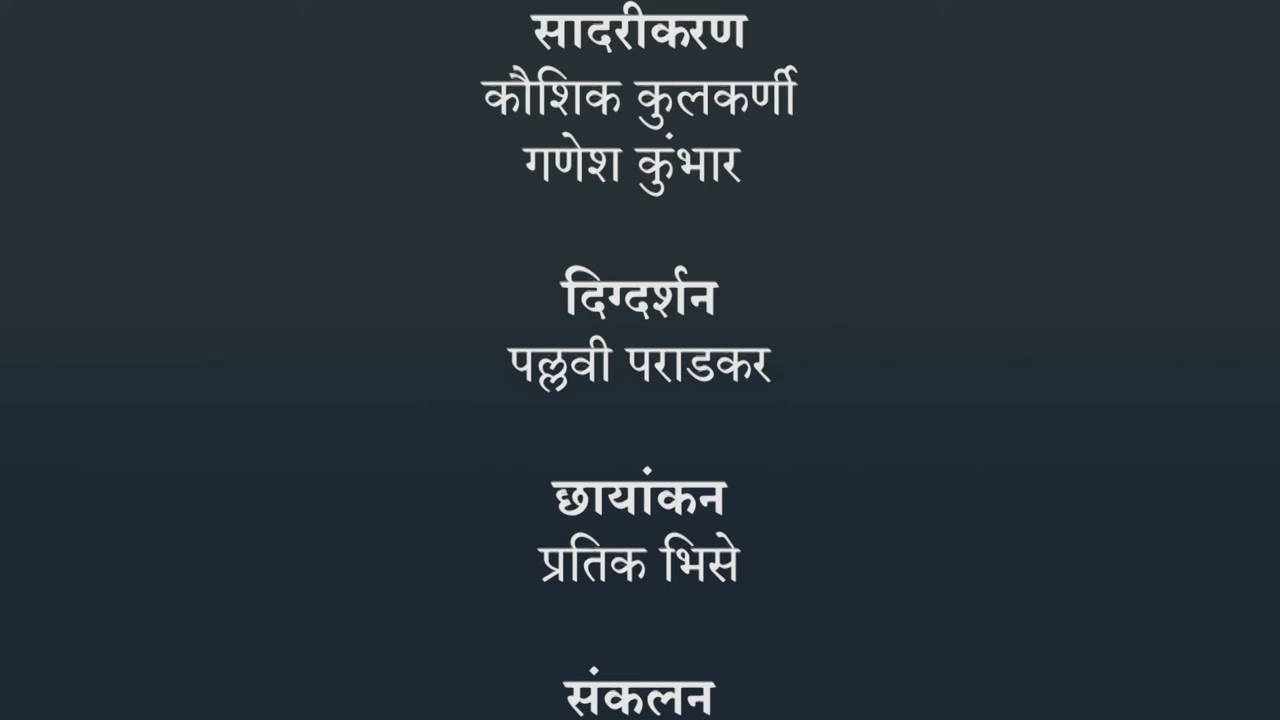 सादरीकरण
कौशिक कुलकर्णी
गणेश कुंभार
दिग्दर्शन
पल्लवी पराडकर
छायांकन
प्रतिक भिसे
संकलन